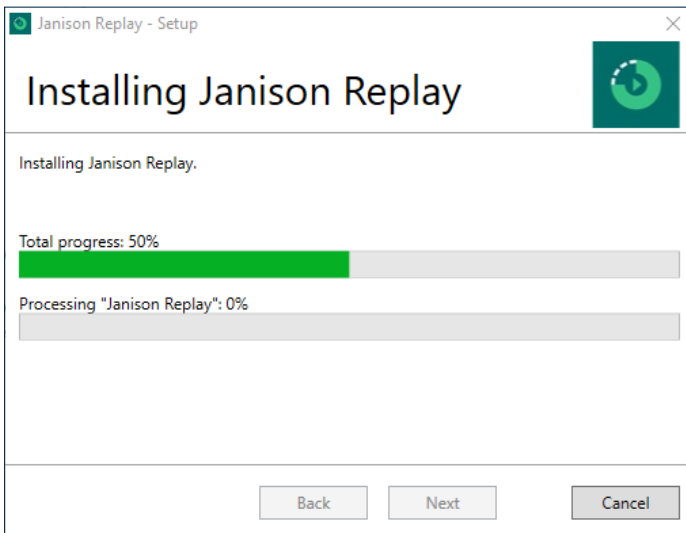 Janison Replay - Setup
Installing Janison Replay
Installing Janison Replay.
Total progress: 50%
Processing "Janison Replay": 0%
Back
Next
Cancel